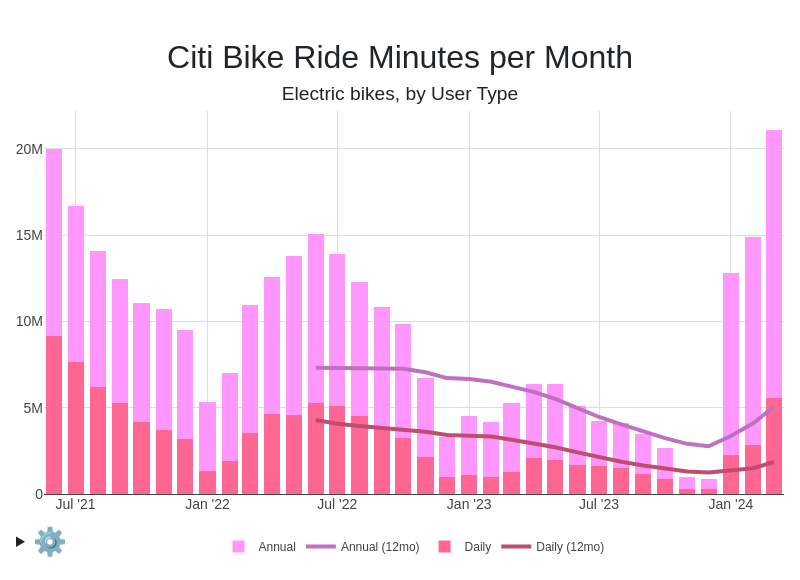 Citi Bike Ride Minutes per Month
Electric bikes, by User Type
20M
15M
10M
5M
0
Jul '21 Jan '22 Jul '22 Jan '23 Jul '23 Jan '24
Annual Annual (12mo) Daily Daily (12mo)